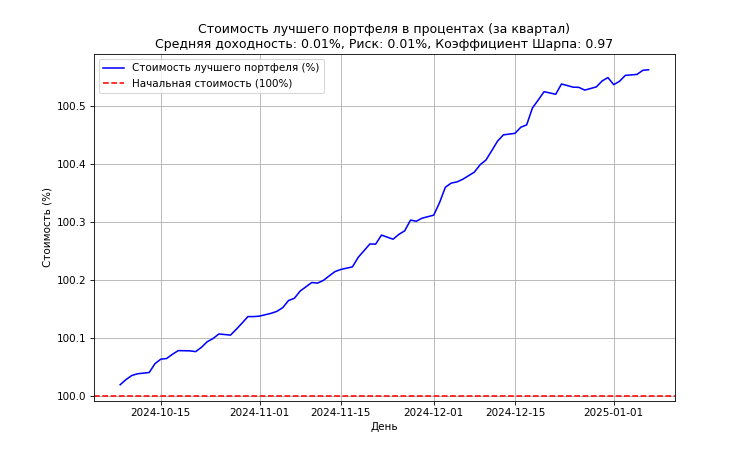 Стоимость лучшего портфеля в процентах (за квартал)
Средняя доходность: 0.01%, Риск: 0.01%, Коэффициент Шарпа: 0.97
Стоимость лучшего портфеля (%)
Начальная стоимость (100%)
Стоимость (%)
100.5
100.4
100.3
100.2
100.1
100.0
2024-10-15
2024-11-01
2024-11-15
2024-12-01
2024-12-15
2025-01-01
День